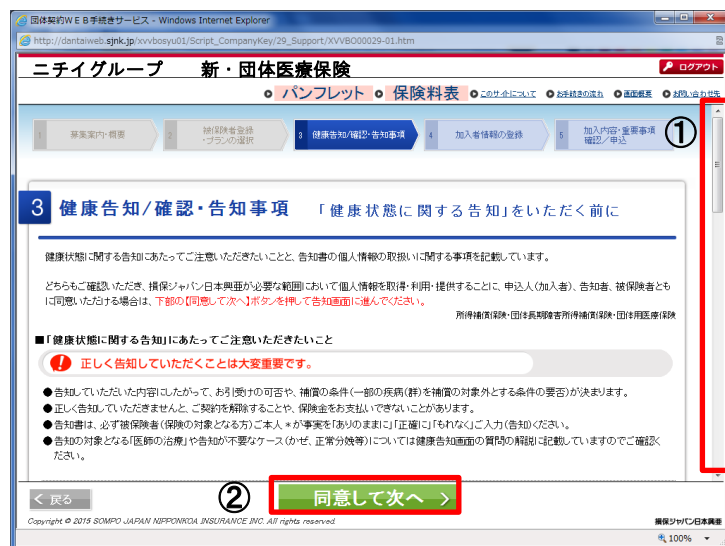 団体契約WEB手続きサービス - Windows Internet Explorer
http://dantaiweb.sjnk.jp/xvvbosyu01/Script_CompanyKey/29_Support/XVVBO00029-01.htm
ニチイグループ 新・団体医療保険
ログアウト
パンフレット 保険料表 このサイトについて お手続きの流れ 画面概要 お問い合わせ先
1 募集案内・概要
2 被保険者登録・プランの選択
3 健康告知/確認・告知事項
4 加入者情報の登録
5 加入内容・重要事項確認/申込
①
3 健康告知/確認・告知事項 「健康状態に関する告知」をいただく前に
健康状態に関する告知にあたってご注意いただきたいことと、告知書の個人情報の取扱いに関する事項を記載しています。
どちらもご確認いただき、損保ジャパン日本興亜が必要な範囲において個人情報を取得・利用・提供することに、申込人(加入者)、告知者、被保険者とも
に同意いただける場合は、下部の【同意して次へ】ボタンを押して告知画面に進んでください。
所得補償保険・団体長期障害所得補償保険・団体用医療保険
■「健康状態に関する告知」にあたってご注意いただきたいこと
正しく告知していただくことは大変重要です。
●告知していただいた内容にしたがって、お引受けの可否や、補償の条件(一部の疾病(群)を補償の対象外とする条件の要否)が決まります。
●正しく告知していただきませんと、ご契約を解除することや、保険金をお支払いできないことがあります。
●告知書は、必ず被保険者(保険の対象となる方)ご本人*が事実を「ありのままに」「正確に」「もれなく」ご入力(告知)ください。
●告知の対象となる「医師の治療」や告知が不要なケース(かぜ、正常分娩等)については健康告知画面の質問の解説に記載していますのでご確認く
ださい。
< 戻る
②
同意して次へ >
Copyright © 2015 SOMPO JAPAN NIPPONKOA INSURANCE INC. All rights reserved.
損保ジャパン日本興亜
100%